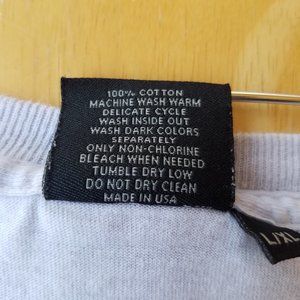 100% COTTON
MACHINE WASH WARM
DELICATE CYCLE
WASH INSIDE OUT
WASH DARK COLORS
SEPARATELY
ONLY NON-CHLORINE
BLEACH WHEN NEEDED
TUMBLE DRY LOW
DO NOT DRY CLEAN
MADE IN USA
L/XL